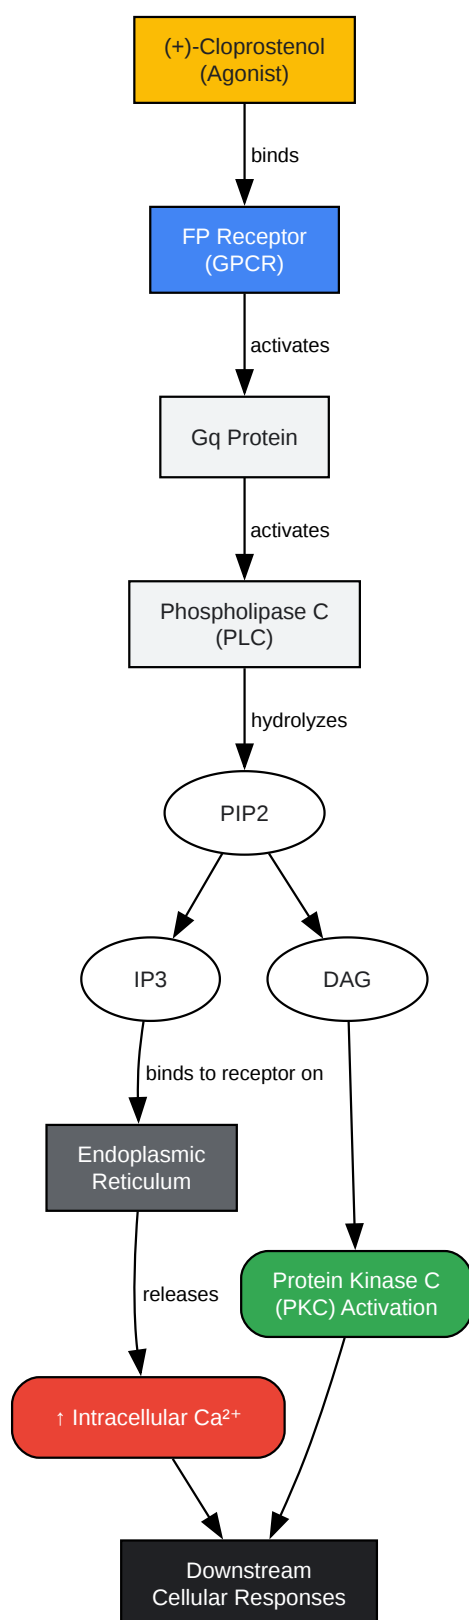 (+)-Cloprostenol
(Agonist)
binds
FP Receptor
(GPCR)
activates
Gq Protein
activates
Phospholipase C
(PLC)
hydrolyzes
PIP2
IP3
DAG
binds to receptor on
Endoplasmic
Reticulum
releases
Protein Kinase C
(PKC) Activation
↑ Intracellular Ca²⁺
Downstream
Cellular Responses